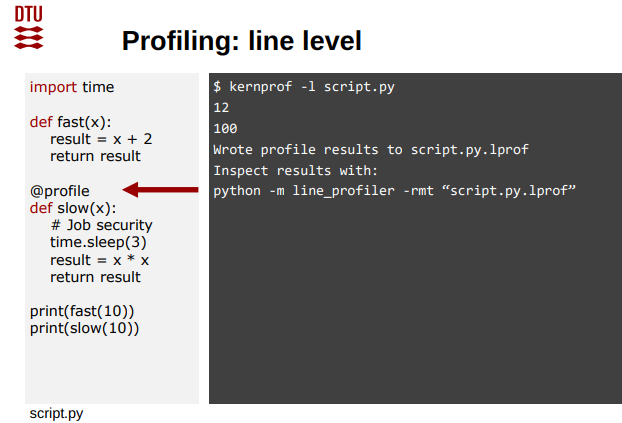 DTU
Profiling: line level
import time
def fast(x):
result = x + 2
return result
@profile
def slow(x):
# Job security
time.sleep(3)
result = x * x
return result
print(fast(10))
print(slow(10))
script.py
$ kernprof -l script.py
12
100
Wrote profile results to script.py.lprof
Inspect results with:
python -m line_profiler -rmt “script.py.lprof”